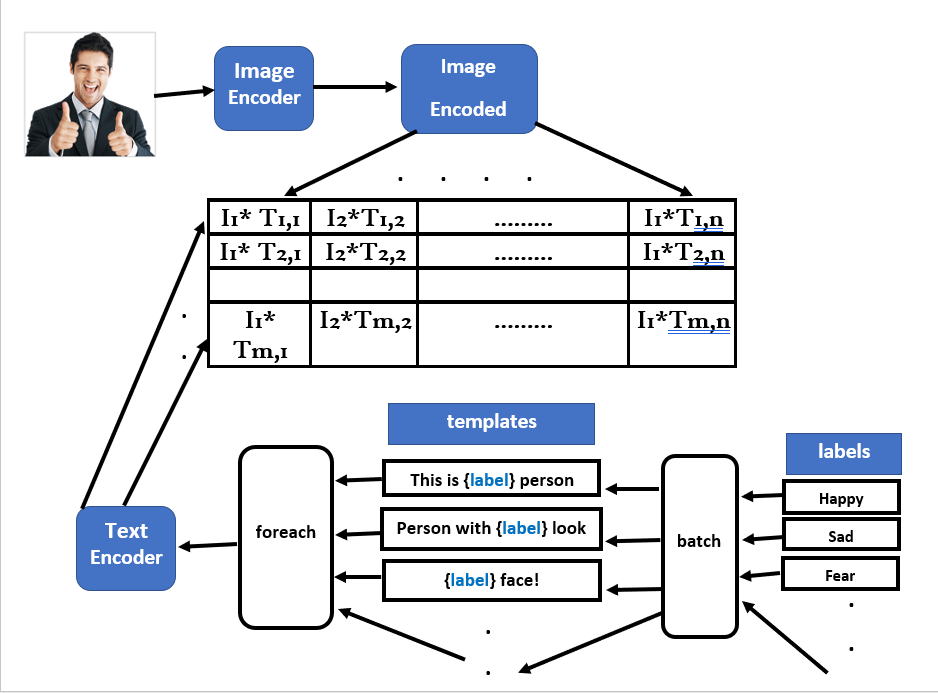 Image
Encoder
Image
Encoded
. . . .
I1* T1,1 I2*T1,2 ......... I1*T1,n
I1* T2,1 I2*T2,2 ......... I1*T2,n
I1*
Tm,1 I2*Tm,2 ......... I1*Tm,n
templates
labels
This is {label} person
Person with {label} look
{label} face!
foreach
batch
Happy
Sad
Fear
Text
Encoder